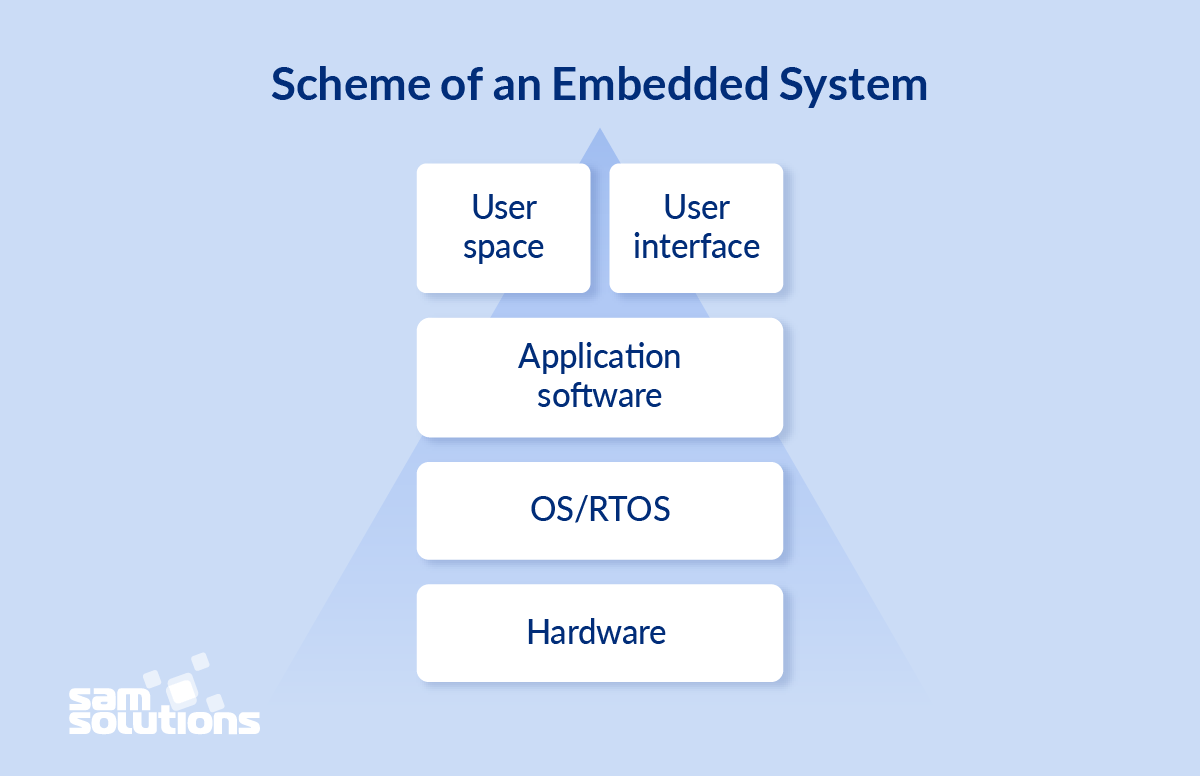 Scheme of an Embedded System
User
space
User
interface
Application
software
OS/RTOS
Hardware
sam
solutions